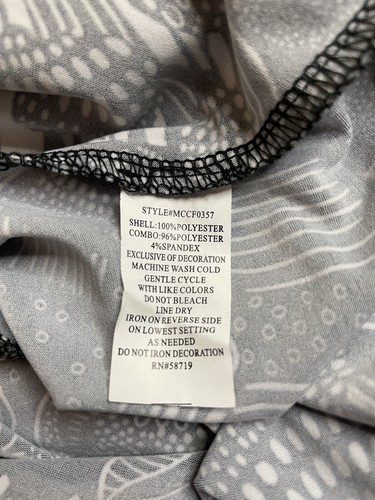 STYLE#MCCF0357
SHELL:100%POLYESTER
COMBO:96%POLYESTER
4%SPANDEX
EXCLUSIVE OF DECORATION
MACHINE WASH COLD
GENTLE CYCLE
WITH LIKE COLORS
DO NOT BLEACH
LINE DRY
IRON ON REVERSE SIDE
ON LOWEST SETTING
AS NEEDED
DO NOT IRON DECORATION
RN#58719